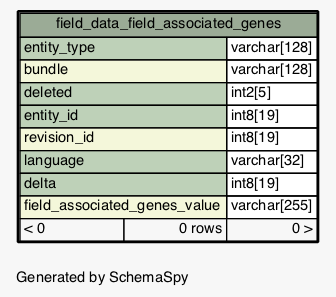 field_data_field_associated_genes
entity_type varchar[128]
bundle varchar[128]
deleted int2[5]
entity_id int8[19]
revision_id int8[19]
language varchar[32]
delta int8[19]
field_associated_genes_value varchar[255]
< 0 0 rows 0 >
Generated by SchemaSpy